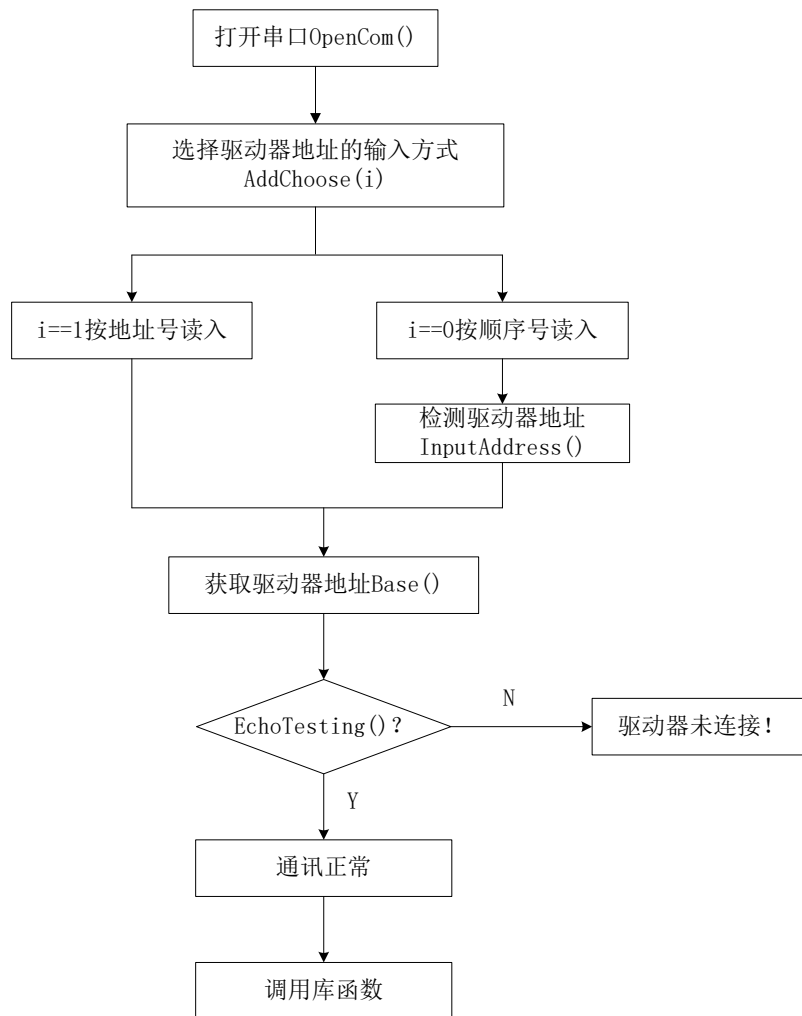 打开串口OpenCom()
选择驱动器地址的输入方式
AddChoose(i)
i==1按地址号读入
i==0按顺序号读入
检测驱动器地址
InputAddress()
获取驱动器地址Base()
EchoTesting()?
N
驱动器未连接！
Y
通讯正常
调用库函数